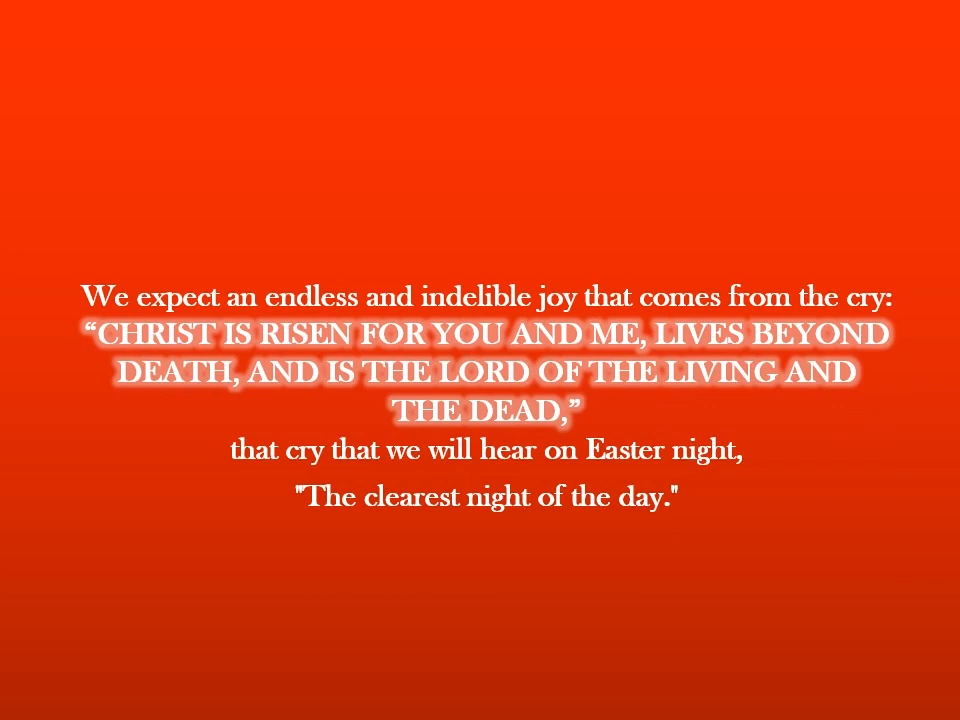 We expect an endless and indelible joy that comes from the cry:
“CHRIST IS RISEN FOR YOU AND ME, LIVES BEYOND
DEATH, AND IS THE LORD OF THE LIVING AND
THE DEAD,”
that cry that we will hear on Easter night,
"The clearest night of the day."